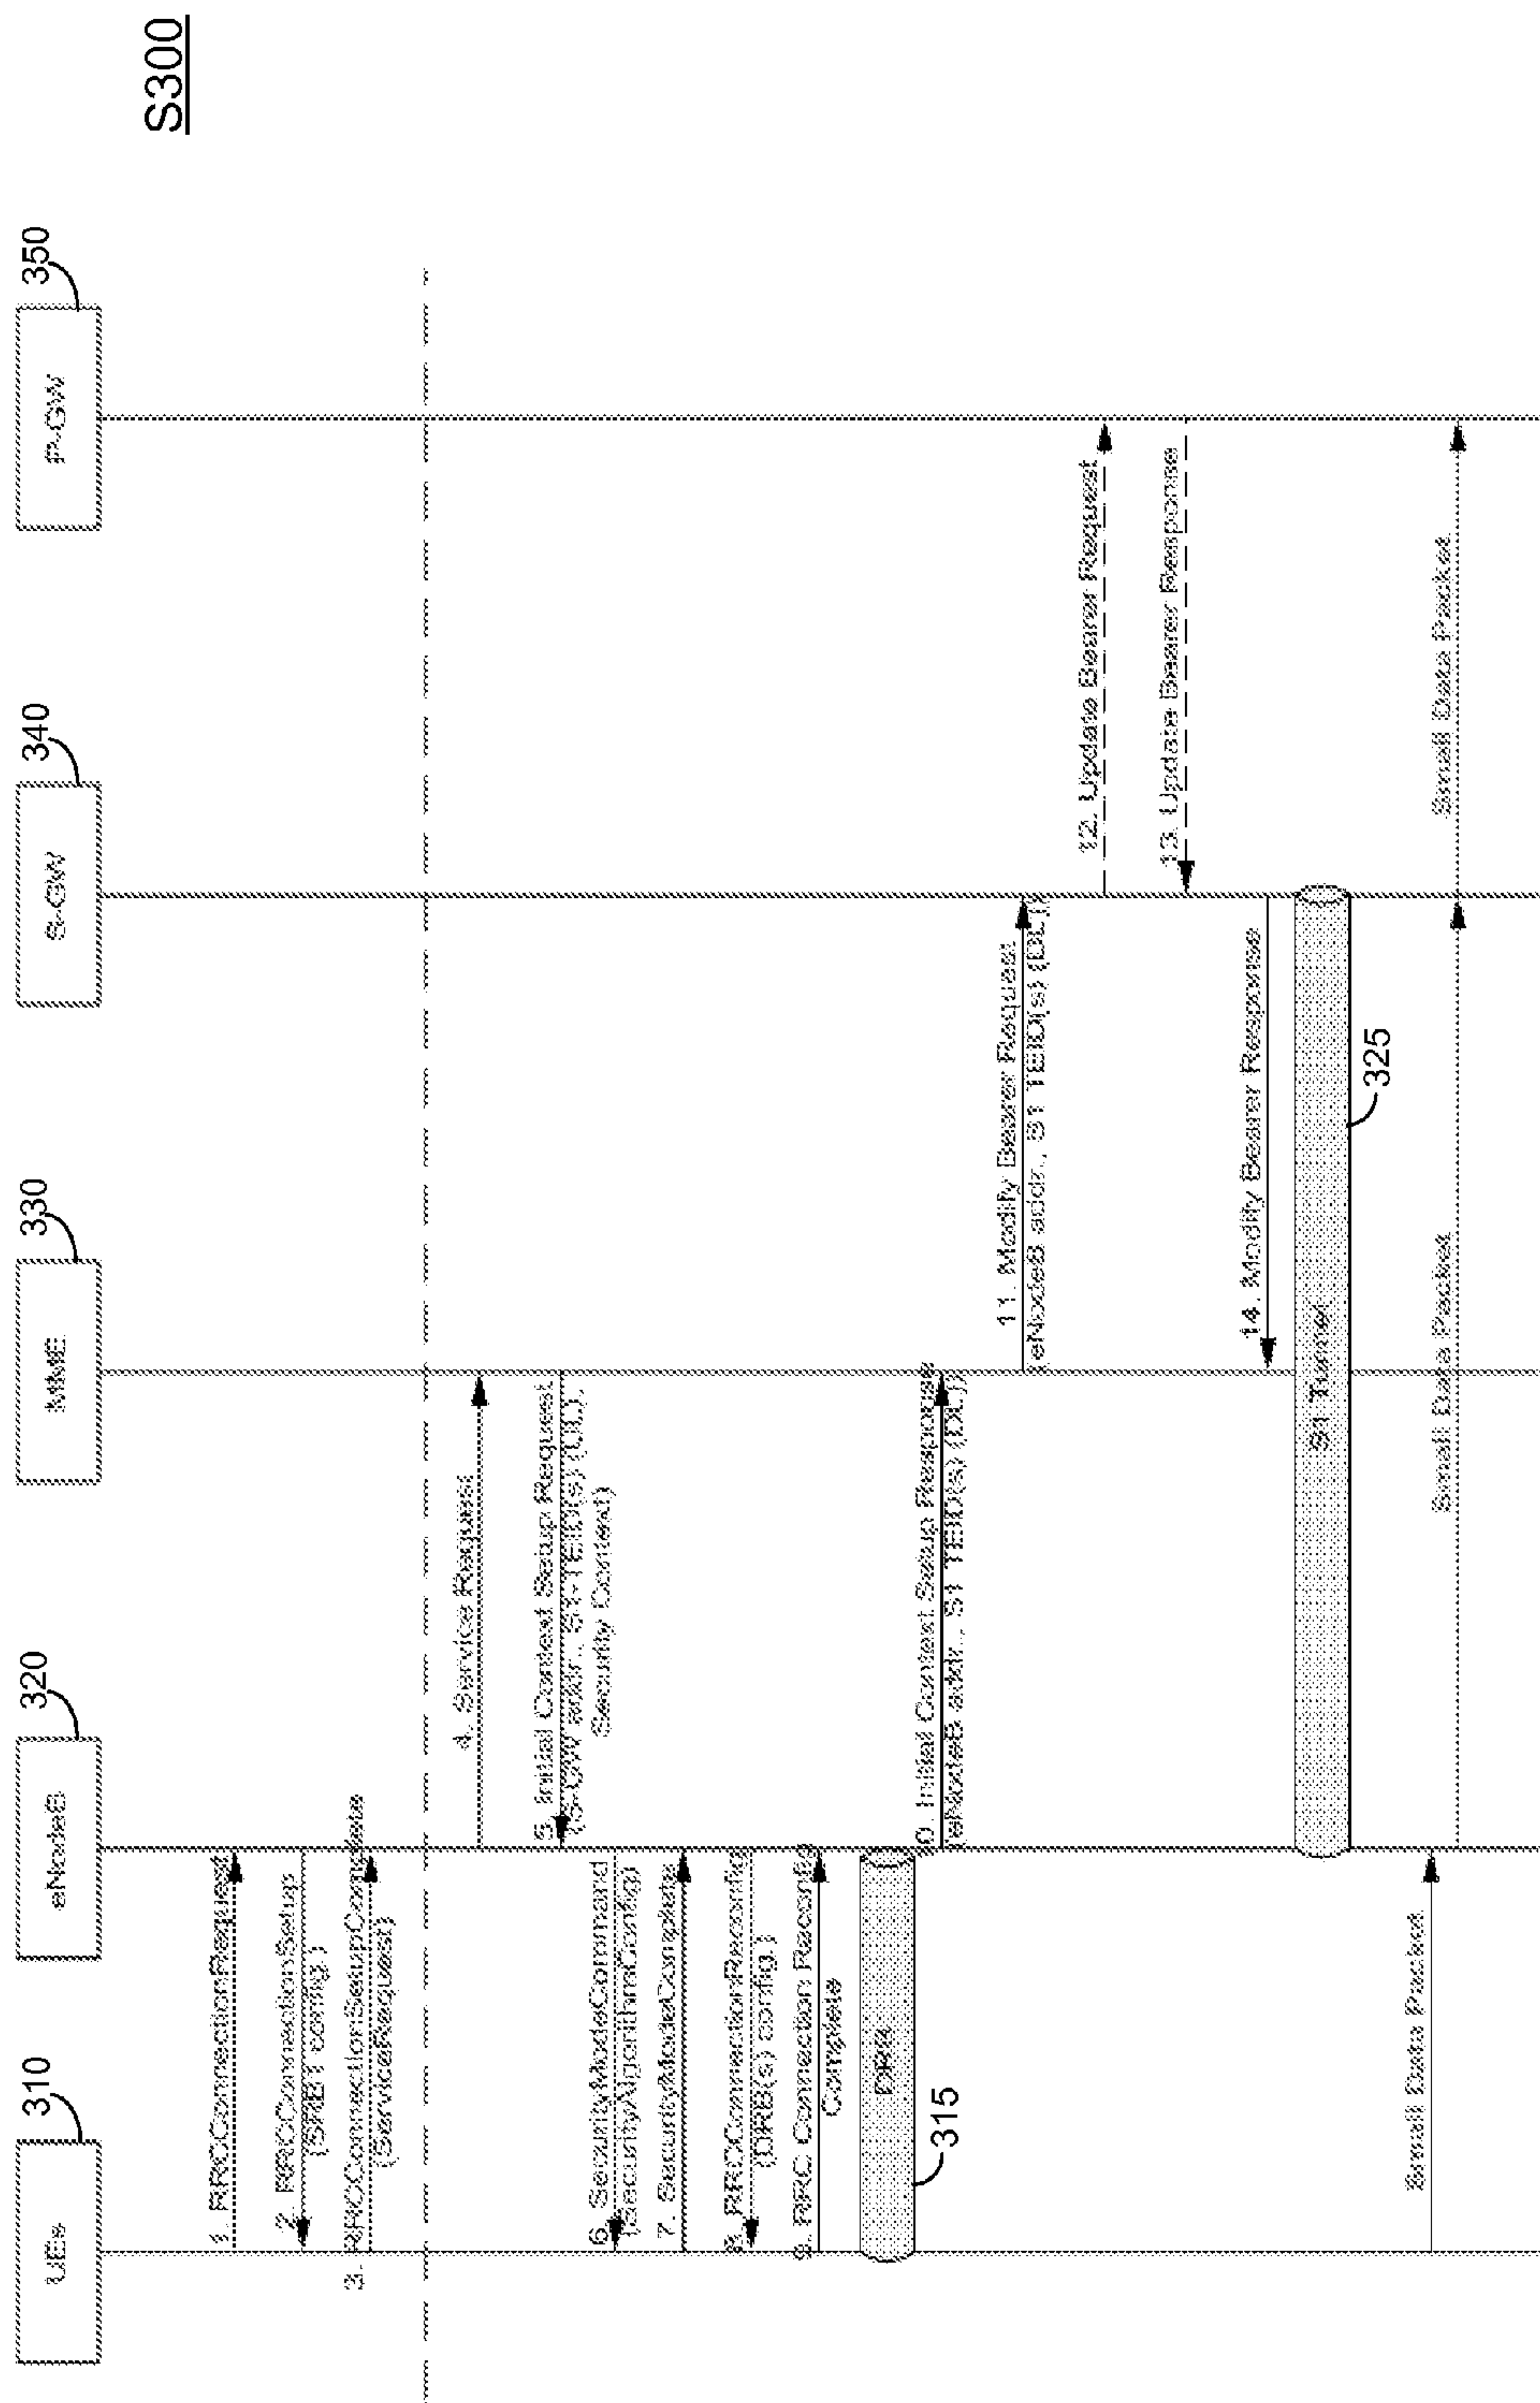 S300
310
320
330
340
350
UEs
eNodeB
MME
S-GW
P-GW
1. RRCConnectionRequest
2. RRCConnectionSetup
(SRB1 config.)
3. RRCConnectionSetupComplete
(ServiceRequest)
4. Service Request
5. Initial Context Setup Request
(S-GW addr., S1-TEID(s) (UL),
Security Context)
6. SecurityModeCommand
(SecurityAlgorithmConfig)
7. SecurityModeComplete
8. RRCConnectionReconfig
(DRB(s) config.)
9. RRC Connection Reconfig
Complete
315
10. Initial Context Setup Response
(eNodeB addr., S1 TEID(s) (DL))
11. Modify Bearer Request
(eNodeB addr., S1 TEID(s) (DL))
12. Update Bearer Request
13. Update Bearer Response
14. Modify Bearer Response
S1 Tunnel
325
Small Data Packet
Small Data Packet
Small Data Packet